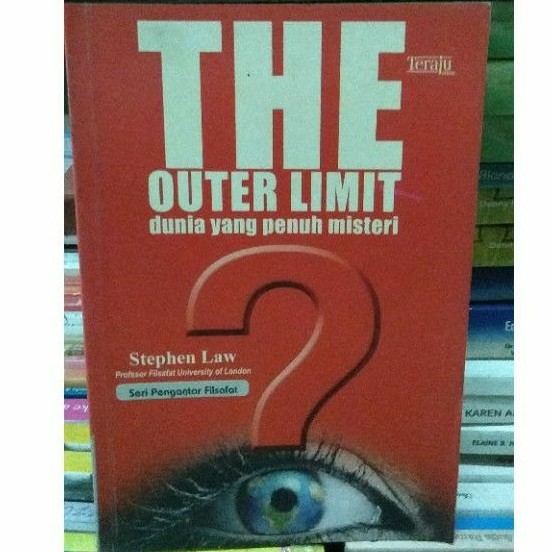 THE
Teraju
OUTER LIMIT
dunia yang penuh misteri
Stephen Law
Professor Filsafat University of London
Seri Pengantar Filsafat
KAREN A